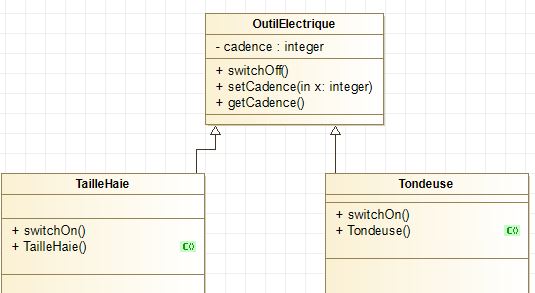 OutilElectrique
- cadence : integer
+ switchOff()
+ setCadence(in x: integer)
+ getCadence()
TailleHaie
+ switchOn()
+ TailleHaie()
C()
Tondeuse
+ switchOn()
+ Tondeuse()
C()